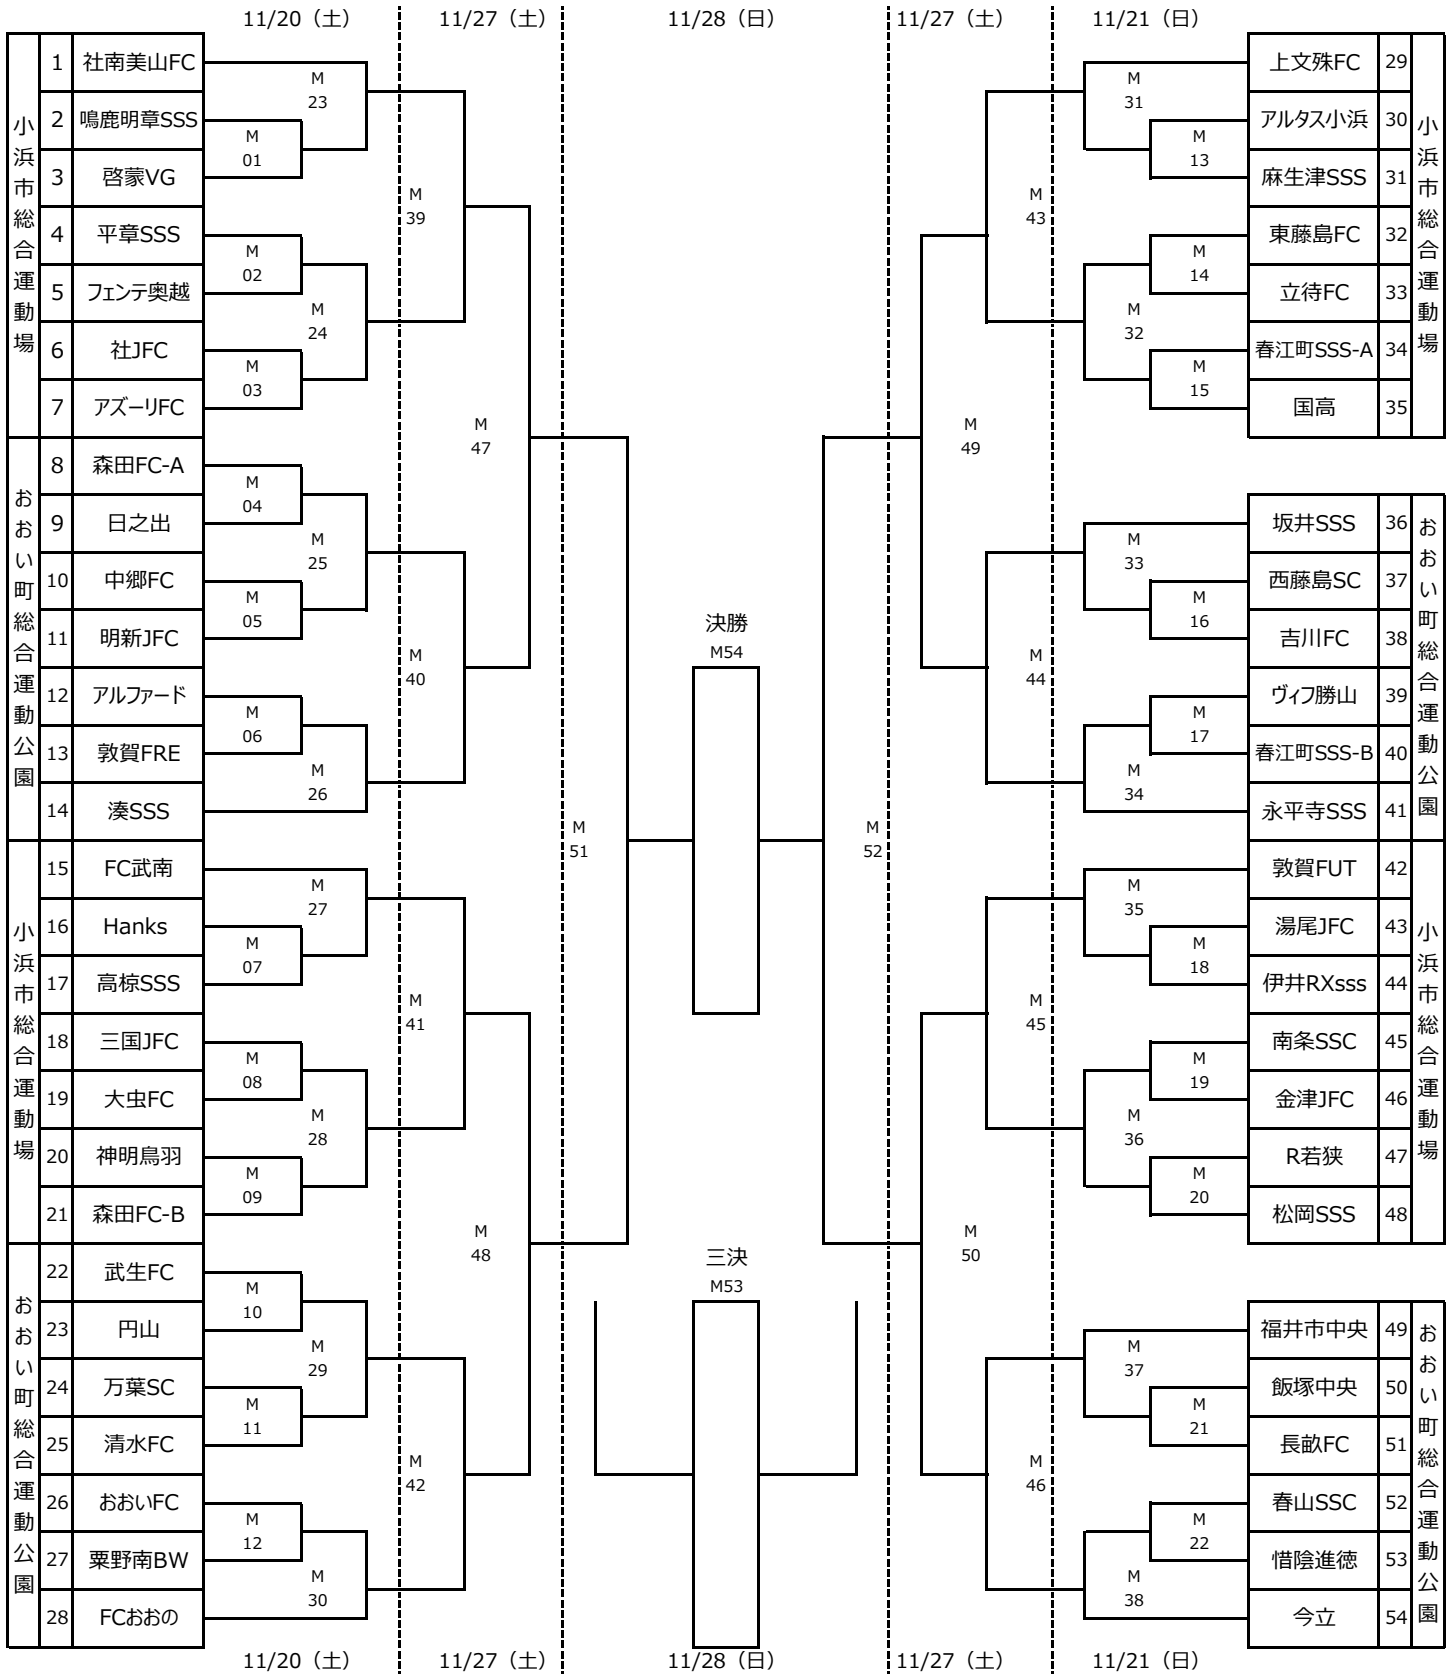 11/20（土） 11/27（土） 11/28（日） 11/27（土） 11/21（日）
小浜市総合運動場
1 社南美山FC
2 鳴鹿明章SSS
3 啓蒙VG
4 平章SSS
5 フェンテ奥越
6 社JFC
7 アズーリFC
おおい町総合運動公園
8 森田FC-A
9 日之出
10 中郷FC
11 明新JFC
12 アルファード
13 敦賀FRE
14 湊SSS
小浜市総合運動場
15 FC武南
16 Hanks
17 高椋SSS
18 三国JFC
19 大虫FC
20 神明鳥羽
21 森田FC-B
おおい町総合運動公園
22 武生FC
23 円山
24 万葉SC
25 清水FC
26 おおいFC
27 粟野南BW
28 FCおおの
M
01
M
02
M
03
M
04
M
05
M
06
M
07
M
08
M
09
M
10
M
11
M
12
M
23
M
24
M
25
M
26
M
27
M
28
M
29
M
30
M
39
M
40
M
41
M
42
M
47
M
48
M
51
決勝
M54
三決
M53
M
52
M
49
M
50
M
43
M
44
M
45
M
46
M
31
M
32
M
33
M
34
M
35
M
36
M
37
M
38
M
13
M
14
M
15
M
16
M
17
M
18
M
19
M
20
M
21
M
22
上文殊FC 29
アルタス小浜 30
麻生津SSS 31
東藤島FC 32
立待FC 33
春江町SSS-A 34
国高 35
小浜市総合運動場
坂井SSS 36
西藤島SC 37
吉川FC 38
ヴィフ勝山 39
春江町SSS-B 40
永平寺SSS 41
おおい町総合運動公園
敦賀FUT 42
湯尾JFC 43
伊井RXsss 44
南条SSC 45
金津JFC 46
R若狭 47
松岡SSS 48
小浜市総合運動場
福井市中央 49
飯塚中央 50
長畝FC 51
春山SSC 52
惜陰進徳 53
今立 54
おおい町総合運動公園
11/20（土） 11/27（土） 11/28（日） 11/27（土） 11/21（日）